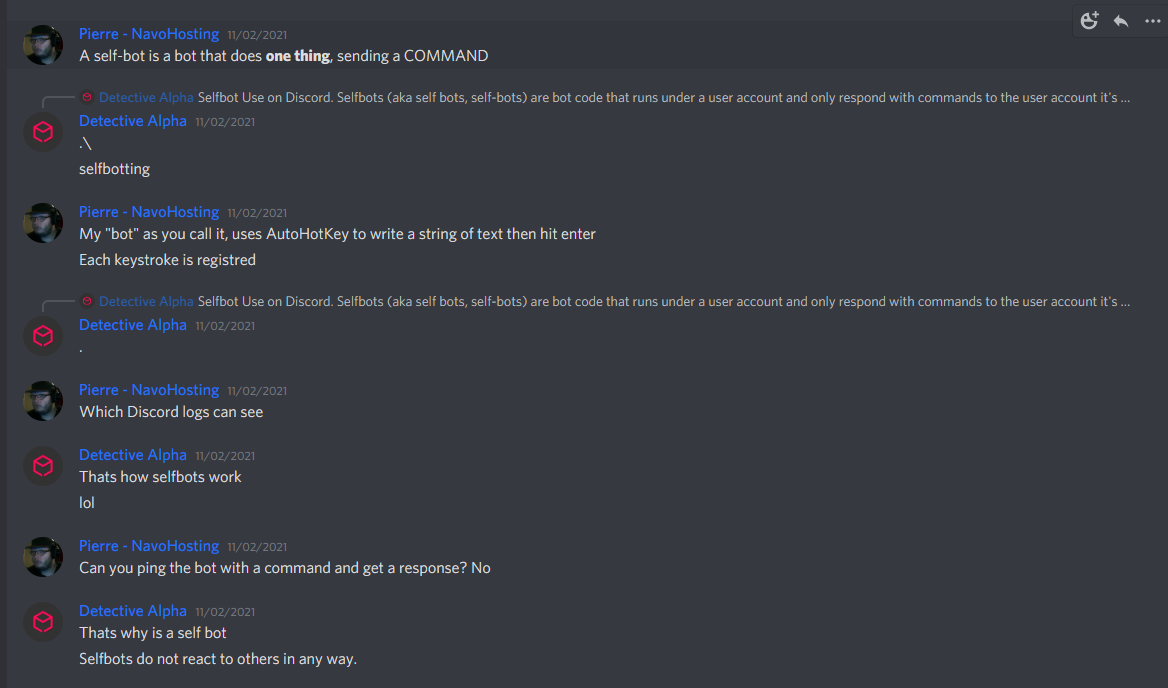 Pierre - NavoHosting 11/02/2021
A self-bot is a bot that does one thing, sending a COMMAND
Detective Alpha Selfbot Use on Discord. Selfbots (aka self bots, self-bots) are bot code that runs under a user account and only respond with commands to the user account it's ...
Detective Alpha 11/02/2021
.\
selfbotting
Pierre - NavoHosting 11/02/2021
My "bot" as you call it, uses AutoHotKey to write a string of text then hit enter
Each keystroke is registred
Detective Alpha Selfbot Use on Discord. Selfbots (aka self bots, self-bots) are bot code that runs under a user account and only respond with commands to the user account it's ...
Detective Alpha 11/02/2021
.
Pierre - NavoHosting 11/02/2021
Which Discord logs can see
Detective Alpha 11/02/2021
Thats how selfbots work
lol
Pierre - NavoHosting 11/02/2021
Can you ping the bot with a command and get a response? No
Detective Alpha 11/02/2021
Thats why is a self bot
Selfbots do not react to others in any way.